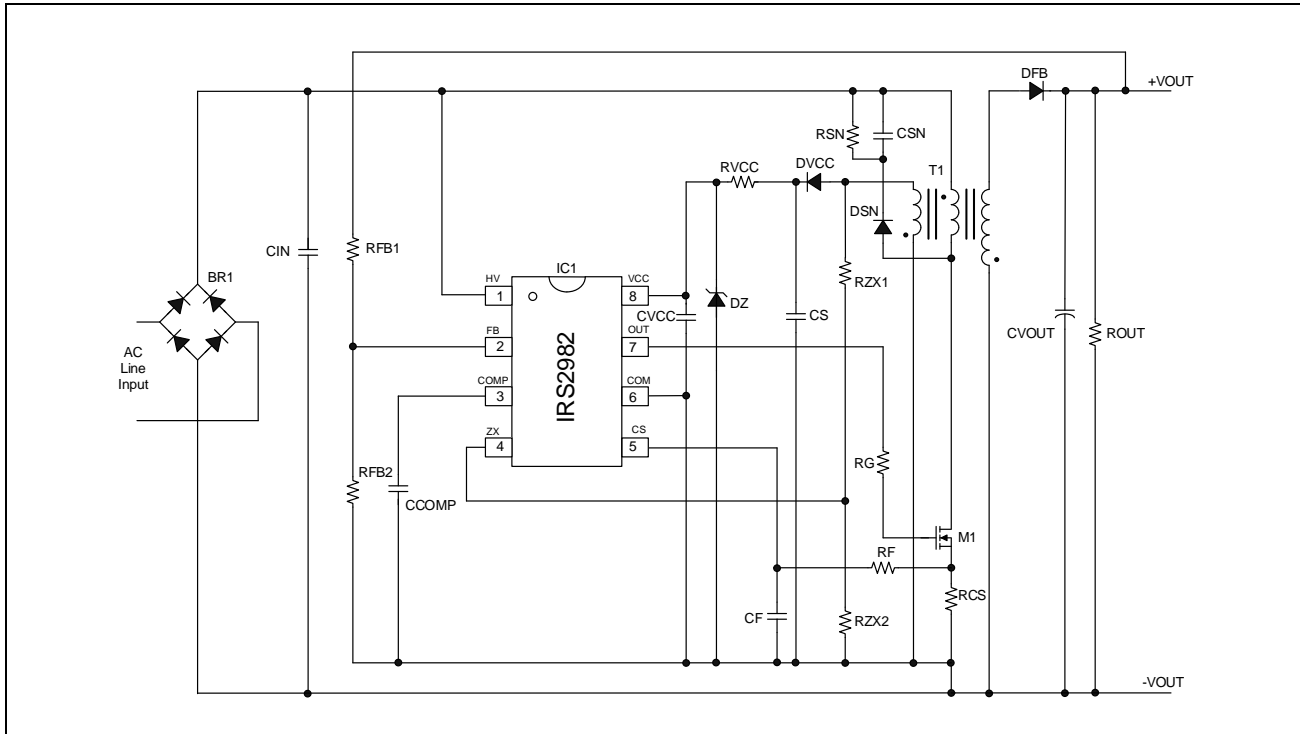 DFB
+VOUT
RSN
CSN
RVCC
DVCC
T1
DSN
CIN
RFB1
BR1
IC1
HV
VCC
1
8
RZX1
CVCC
DZ
CS
FB
OUT
2
7
CVOUT
ROUT
AC
Line
Input
IRS2982
COMP
COM
3
6
ZX
CS
4
5
RG
RFB2
CCOMP
M1
RF
RCS
CF
RZX2
-VOUT